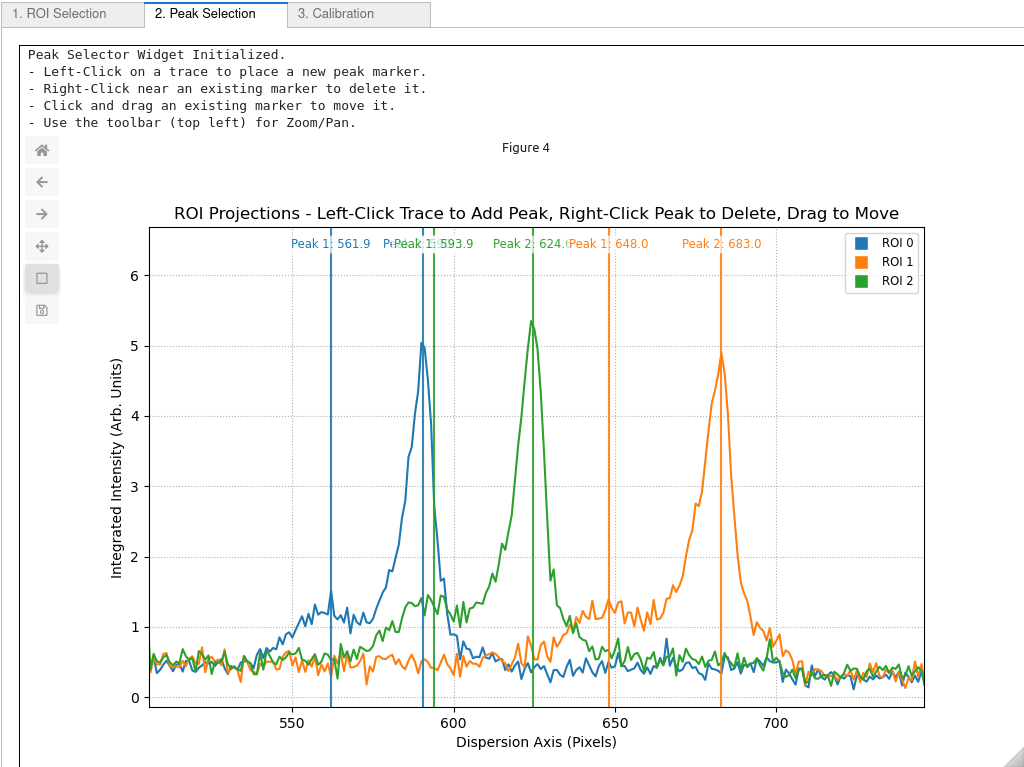 1. ROI Selection
2. Peak Selection
3. Calibration
Peak Selector Widget Initialized.
- Left-Click on a trace to place a new peak marker.
- Right-Click near an existing marker to delete it.
- Click and drag an existing marker to move it.
- Use the toolbar (top left) for Zoom/Pan.
Figure 4
ROI Projections - Left-Click Trace to Add Peak, Right-Click Peak to Delete, Drag to Move
Peak 1: 561.9
Peak 1: 593.9
Peak 2: 624.
Peak 1: 648.0
Peak 2: 683.0
ROI 0
ROI 1
ROI 2
6
5
4
3
2
1
0
Integrated Intensity (Arb. Units)
550
600
650
700
Dispersion Axis (Pixels)